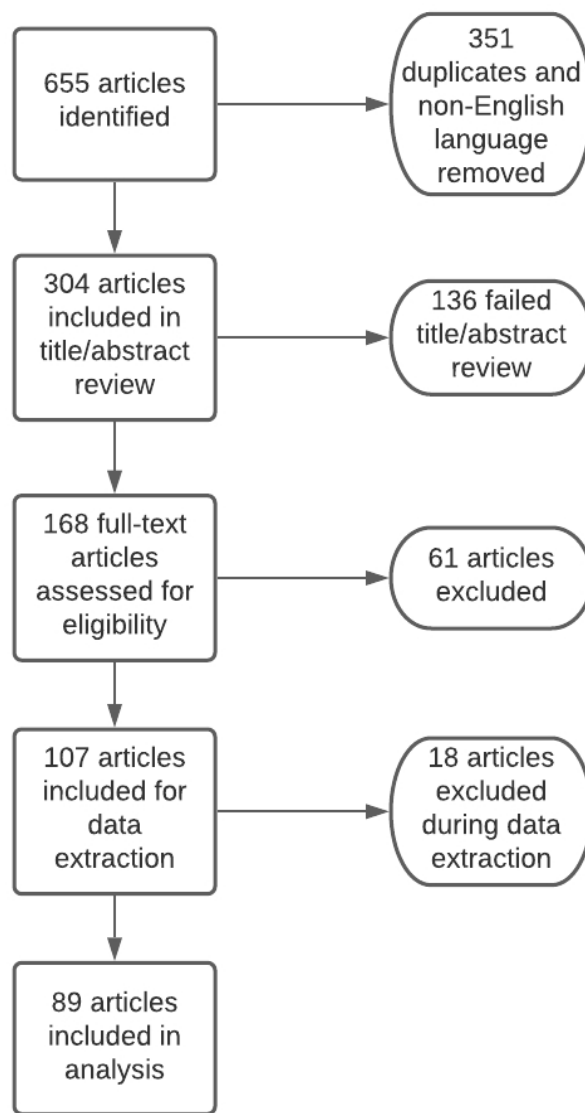 655 articles
identified
351
duplicates and
non-English
language
removed
304 articles
included in
title/abstract
review
136 failed
title/abstract
review
168 full-text
articles
assessed for
eligibility
61 articles
excluded
107 articles
included for
data
extraction
18 articles
excluded
during data
extraction
89 articles
included in
analysis